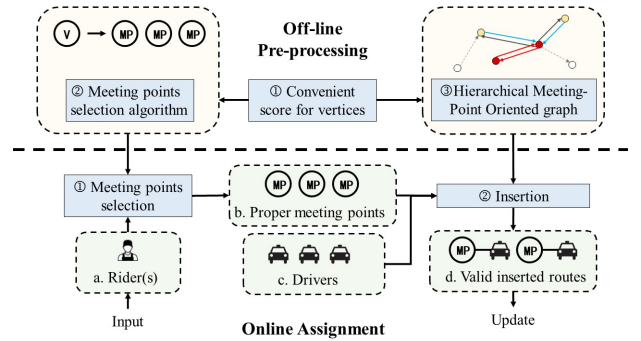 Off-line
Pre-processing
V MP MP MP
② Meeting points
selection algorithm
① Convenient
score for vertices
③Hierarchical Meeting-
Point Oriented graph
① Meeting points
selection
MP MP MP
b. Proper meeting points
② Insertion
a. Rider(s)
c. Drivers
MP MP
d. Valid inserted routes
Input
Online Assignment
Update